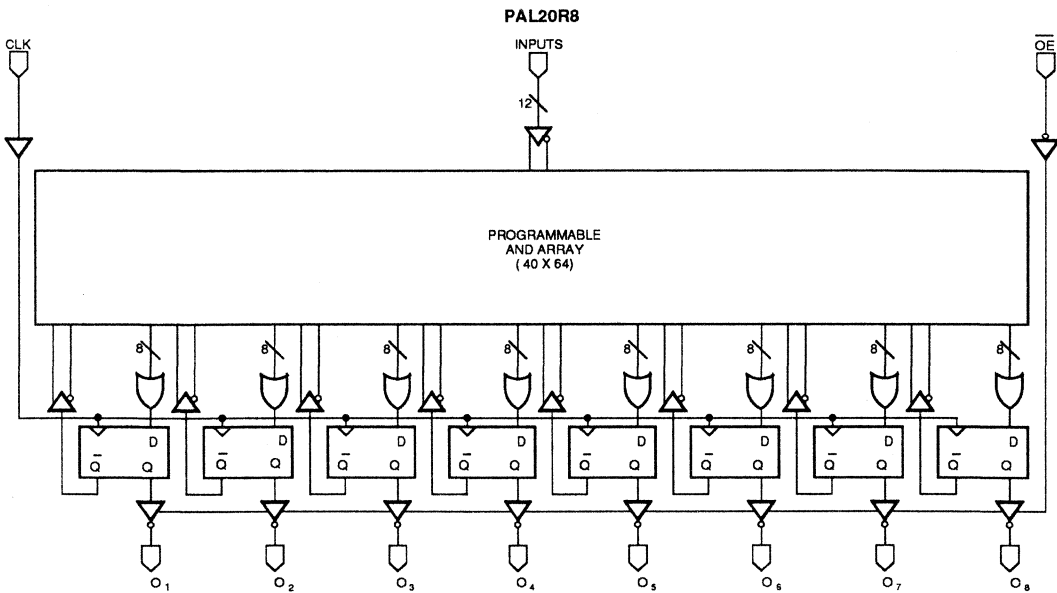 PAL20R8
CLK INPUTS O̅E̅
12
PROGRAMMABLE
AND ARRAY
( 40 X 64)
8 8 8 8 8 8 8 8
D D D D D D D D
Q̅ Q Q̅ Q Q̅ Q Q̅ Q Q̅ Q Q̅ Q Q̅ Q Q̅ Q
O₁ O₂ O₃ O₄ O₅ O₆ O₇ O₈